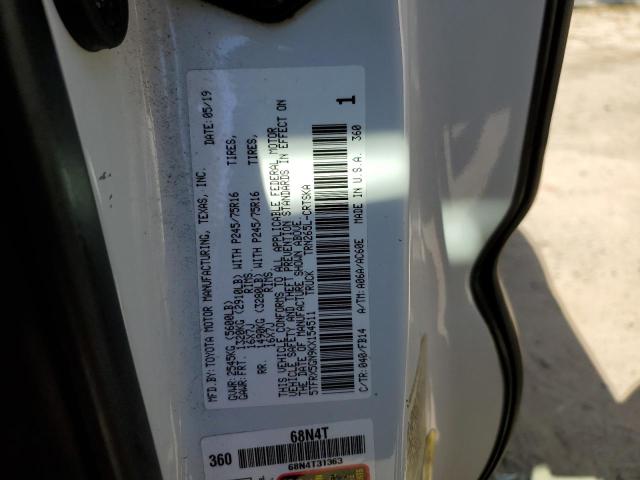 MFD.BY:TOYOTA MOTOR MANUFACTURING, TEXAS, INC. DATE:05/19
GVWR:2545KG (5600LB)
GAWR:FRT. 1320KG (2910LB) WITH P245/75R16 TIRES,
16X7J RIMS
RR. 1490KG (3280LB) WITH P245/75R16 TIRES,
16X7J RIMS
THIS VEHICLE CONFORMS TO ALL APPLICABLE FEDERAL MOTOR
VEHICLE SAFETY AND THEFT PREVENTION STANDARDS IN EFFECT ON
THE DATE OF MANUFACTURE SHOWN ABOVE.
5TFRX5GN9KX154511 TRUCK TRN265L-CRTSKA
1
C/TR:040/FB14 A/TM:A06A/AC60E MADE IN U.S.A. 360
68N4T
360
68N4T31363